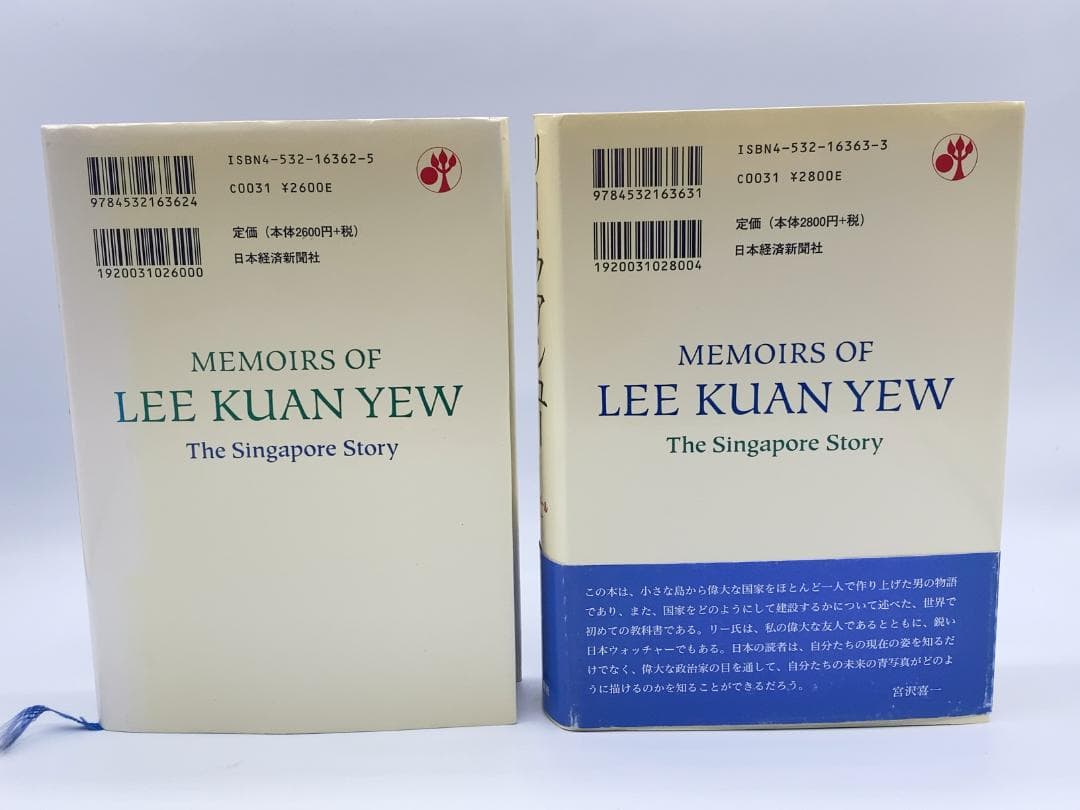 ISBN4-532-16362-5
9784532163624
C0031 ¥2600E
1920031026000
定価（本体2600円+税）
日本経済新聞社
MEMOIRS OF
LEE KUAN YEW
The Singapore Story
ISBN4-532-16363-3
9784532163631
C0031 ¥2800E
1920031028004
定価（本体2800円+税）
日本経済新聞社
MEMOIRS OF
LEE KUAN YEW
The Singapore Story
この本は、小さな島から偉大な国家をほとんど一人で作り上げた男の物語
であり、また、国家をどのようにして建設するかについて述べた、世界で
初めての教科書である。リー氏は、私の偉大な友人であるとともに、鋭い
日本ウォッチャーでもある。日本の読者は、自分たちの現在の姿を知るだ
けでなく、偉大な政治家の目を通して、自分たちの未来の青写真がどのよ
うに描けるのかを知ることができるだろう。
宮沢喜一